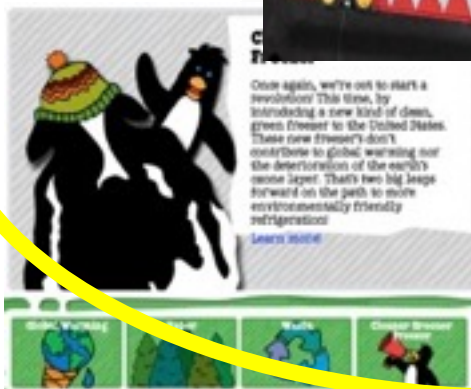 Once again, we're out to start a
revolution! This time, by
introducing a new kind of clean,
green freezer to the United States.
These new freezer's don't
contribute to global warming nor
the deterioration of the earth's
ozone layer. That's two big leaps
forward on the path to more
environmentally friendly
refrigeration!
Learn more!
Global Warming
Waste
Cleaner Greener
Freezer